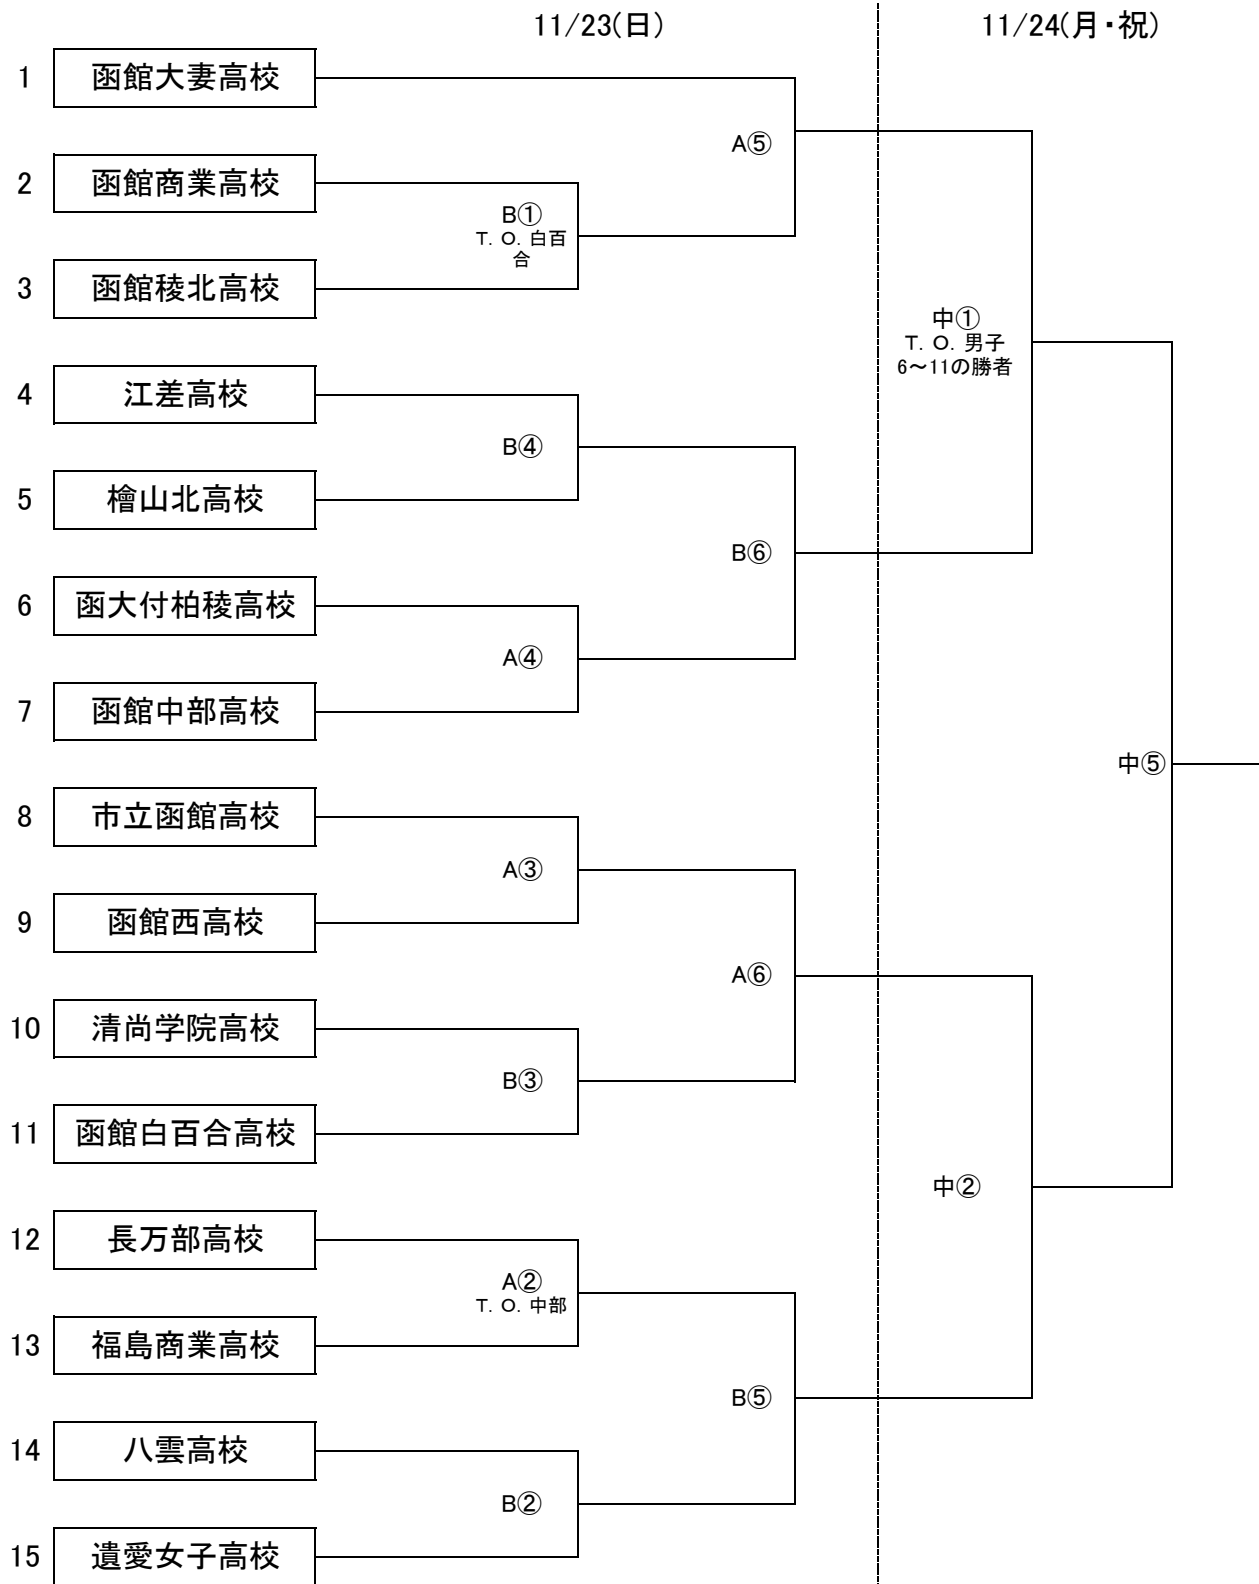 11/23(日)
11/24(月・祝)
1 函館大妻高校
A⑤
2 函館商業高校
B①
T. O. 白百
合
3 函館稜北高校
中①
T. O. 男子
6～11の勝者
4 江差高校
B④
5 檜山北高校
B⑥
6 函大付柏稜高校
A④
7 函館中部高校
中⑤
8 市立函館高校
A③
9 函館西高校
A⑥
10 清尚学院高校
B③
11 函館白百合高校
中②
12 長万部高校
A②
T. O. 中部
13 福島商業高校
B⑤
14 八雲高校
B②
15 遺愛女子高校